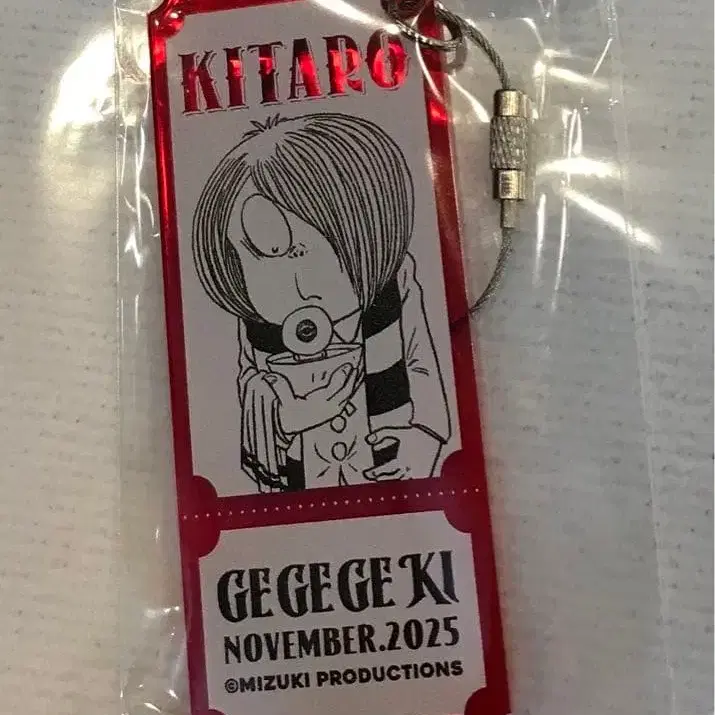 KITARO
GEGEGE KI
NOVEMBER.2025
©MIZUKI PRODUCTIONS